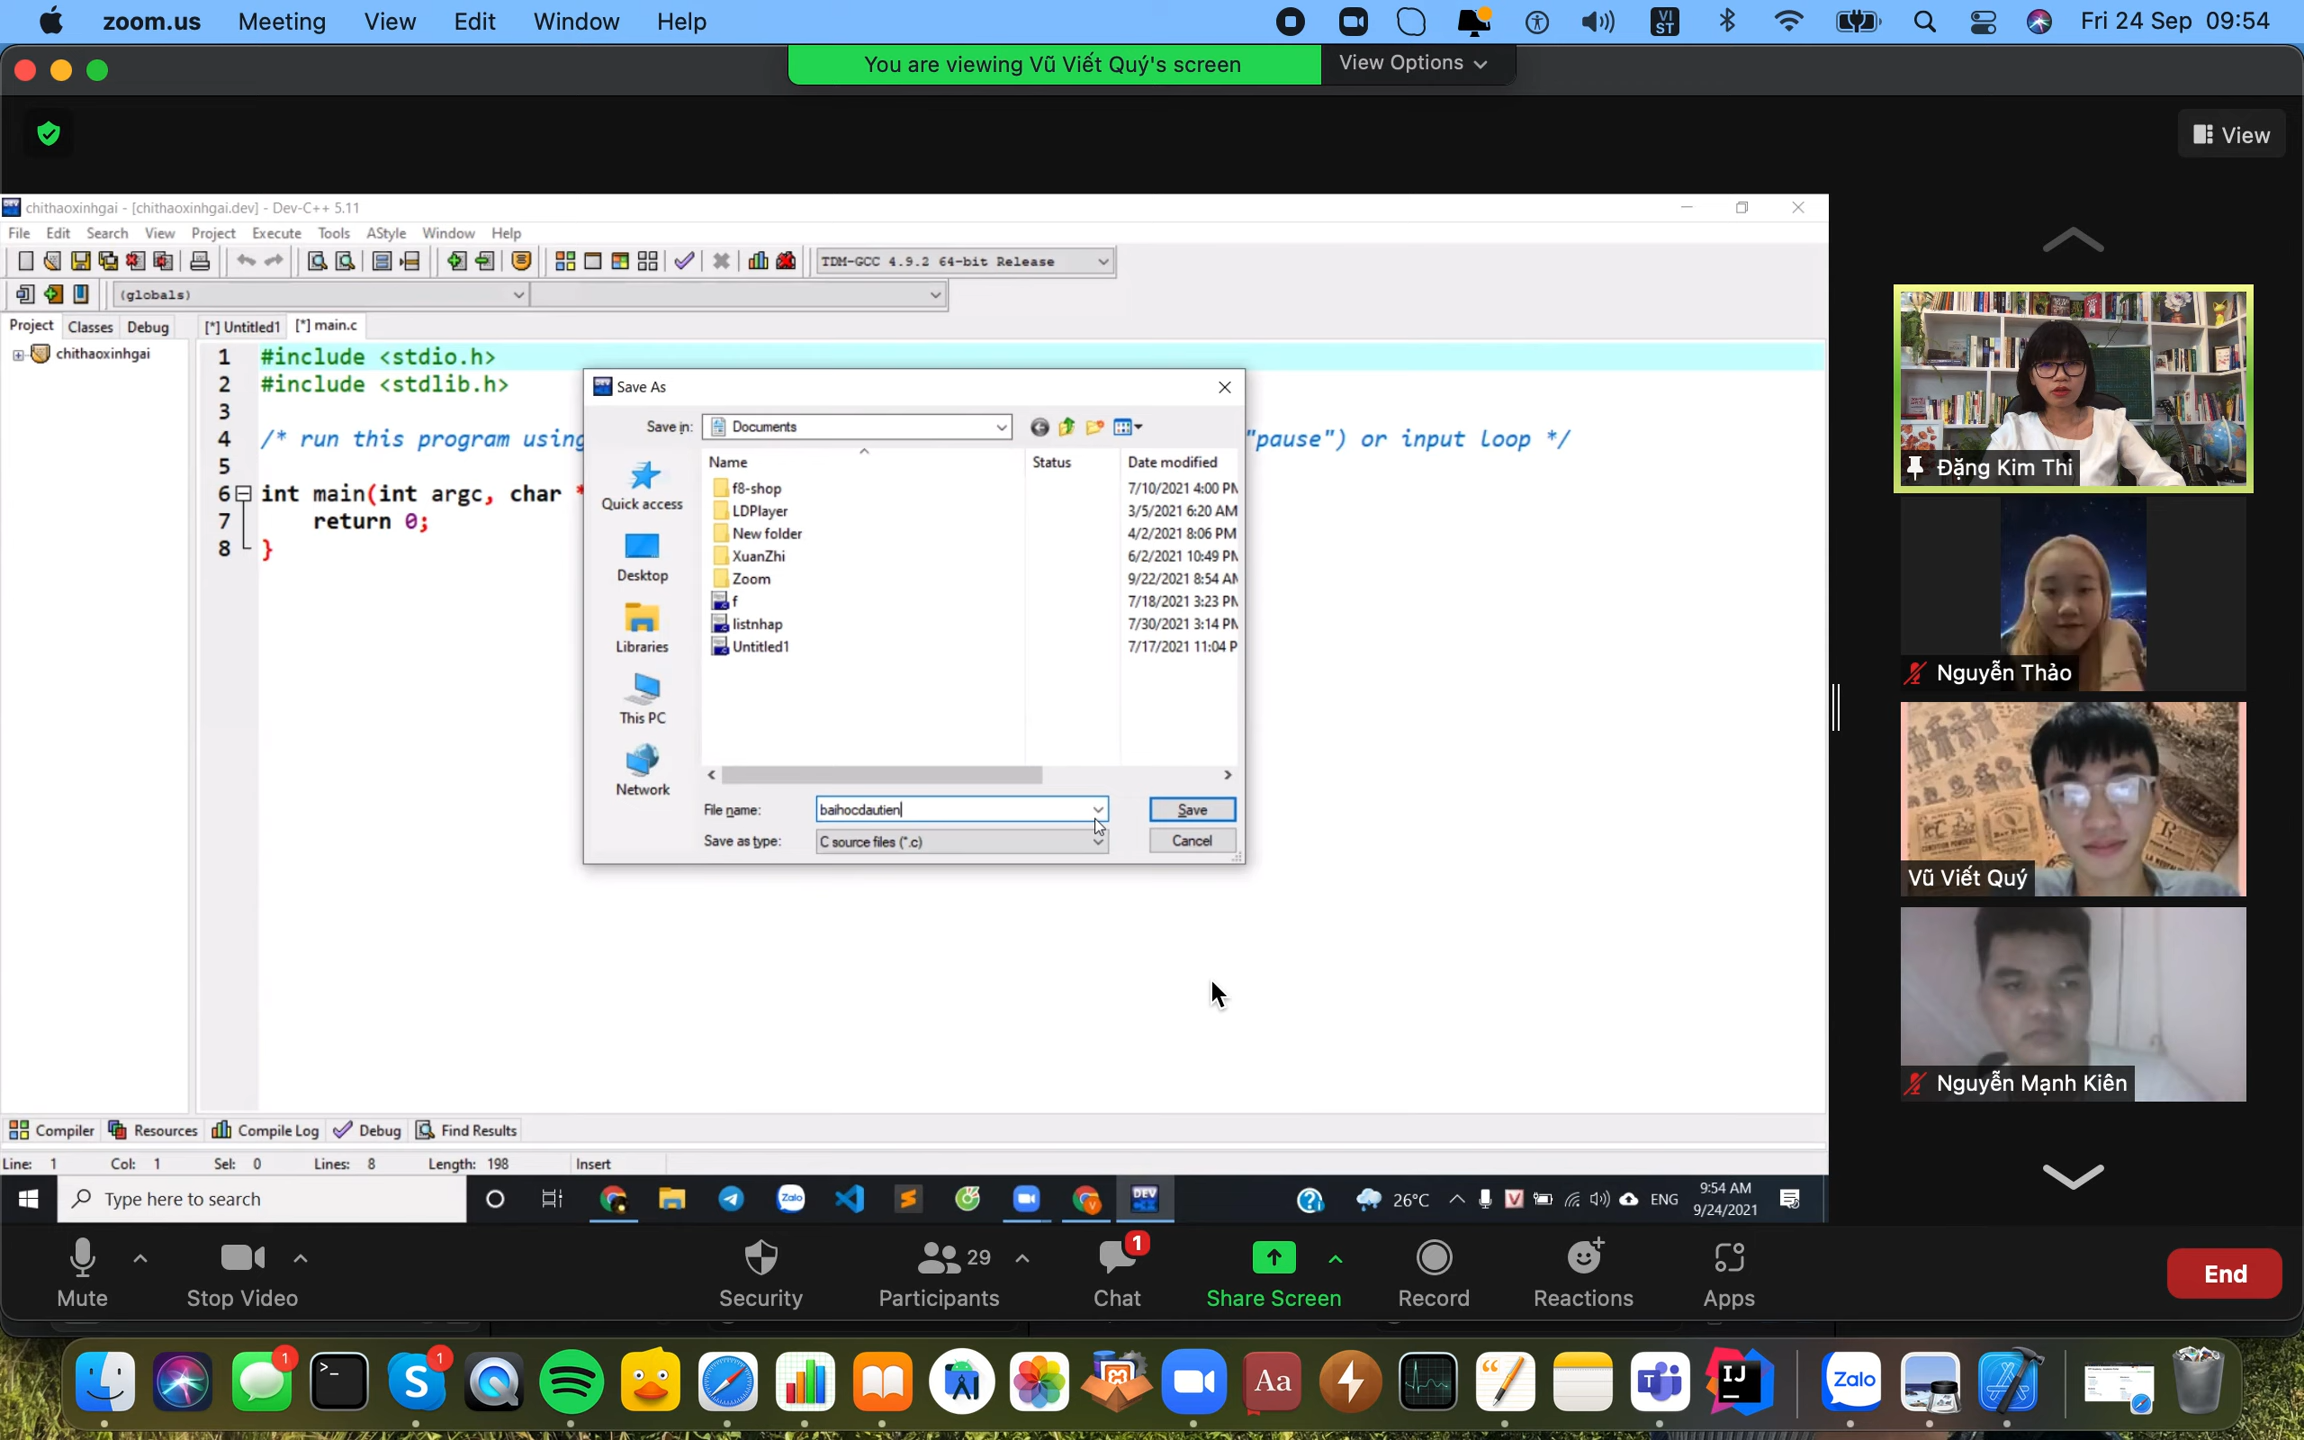 zoom.us Meeting View Edit Window Help VI ST Fri 24 Sep 09:54
You are viewing Vũ Viết Quý's screen View Options
View
chithaoxinhgai - [chithaoxinhgai.dev] - Dev-C++ 5.11
File Edit Search View Project Execute Tools AStyle Window Help
TDM-GCC 4.9.2 64-bit Release
(globals)
Project Classes Debug [*] Untitled1 [*] main.c
chithaoxinhgai
1 #include <stdio.h>
2 #include <stdlib.h>
3
4 /* run this program using "pause") or input loop */
5
6 int main(int argc, char *
7 return 0;
8 }
Save As
Save in: Documents
Name Status Date modified
f8-shop 7/10/2021 4:00 PM
LDPlayer 3/5/2021 6:20 AM
New folder 4/2/2021 8:06 PM
XuanZhi 6/2/2021 10:49 PM
Zoom 9/22/2021 8:54 AM
f 7/18/2021 3:23 PM
listnhap 7/30/2021 3:14 PM
Untitled1 7/17/2021 11:04 P
Quick access
Desktop
Libraries
This PC
Network
File name: baihocdautien Save
Save as type: C source files (*.c) Cancel
Đặng Kim Thi
Nguyễn Thảo
Vũ Viết Quý
Nguyễn Mạnh Kiên
Compiler Resources Compile Log Debug Find Results
Line: 1 Col: 1 Sel: 0 Lines: 8 Length: 198 Insert
Type here to search Zalo DEV 26°C ENG 9:54 AM
9/24/2021
Mute Stop Video Security Participants 29 Chat 1 Share Screen Record Reactions Apps End
1 1 Aa IJ Zalo